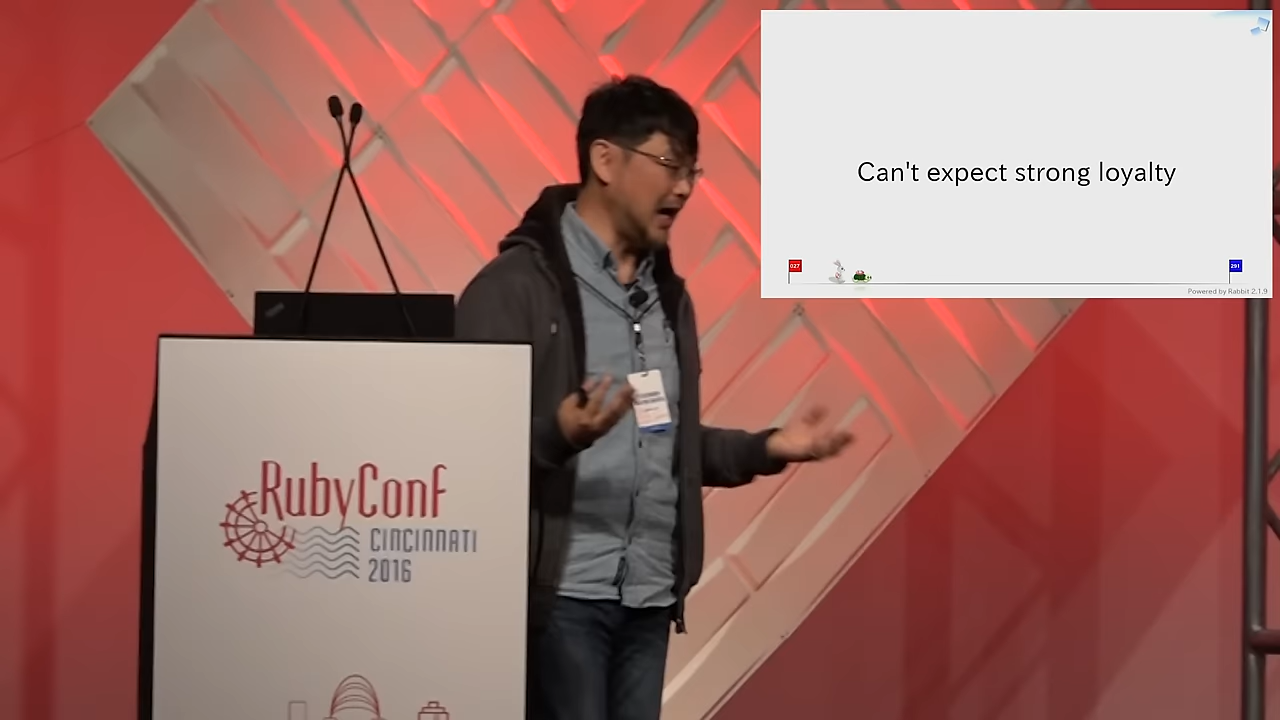 Can't expect strong loyalty
027
291
Powered by Rabbit 2.1.9
RubyConf
CINCINNATI
2016